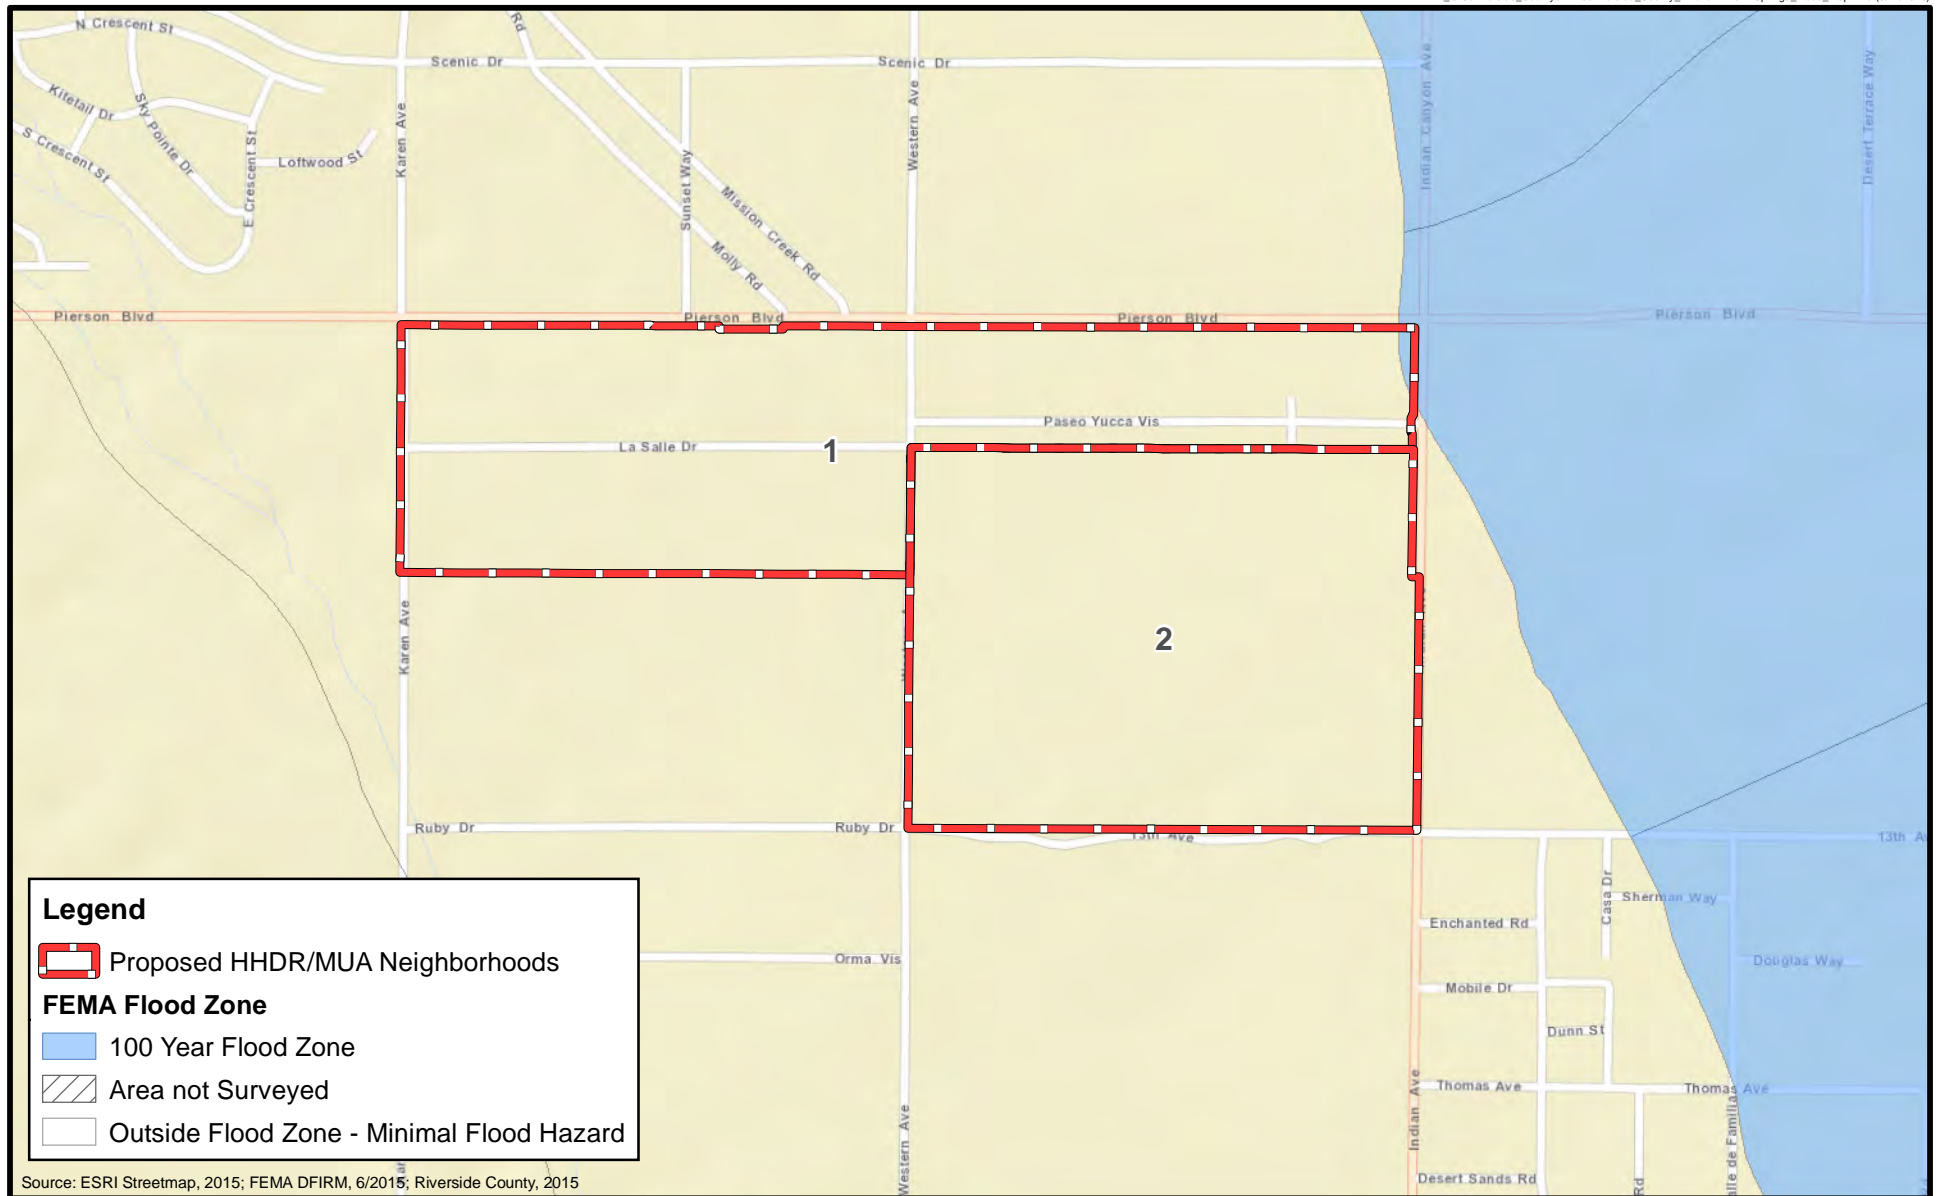 N Crescent St
Rd
Scenic Dr
Scenic Dr
Indian Canyon Ave
Desert Terrace Way
Kitetail Dr
Sky Pointe Dr
S Crescent St
E Crescent St
Loftwood St
Karen Ave
Sunset Way
Western Ave
Mission Creek Rd
Molly Rd
Pierson Blvd
Pierson Blvd
Pierson Blvd
Pierson Blvd
Paseo Yucca Vis
La Salle Dr
1
2
Karen Ave
Ruby Dr
Ruby Dr
13th Ave
13th
Casa Dr
Sherman Way
Enchanted Rd
Orma Vis
Douglas Way
Mobile Dr
Dunn St
Thomas Ave
Thomas Ave
Indian Ave
Western Ave
Desert Sands Rd
Rd
de Familias
Legend
Proposed HHDR/MUA Neighborhoods
FEMA Flood Zone
100 Year Flood Zone
Area not Surveyed
Outside Flood Zone - Minimal Flood Hazard
Source: ESRI Streetmap, 2015; FEMA DFIRM, 6/2015; Riverside County, 2015